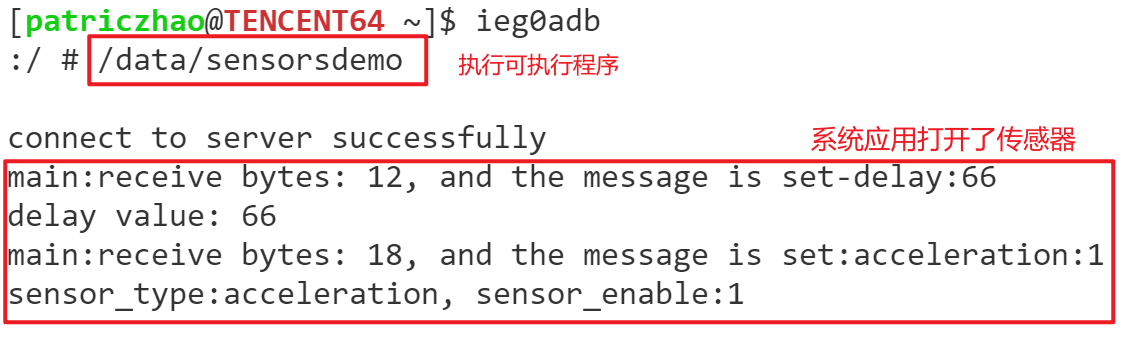 [patriczhao@TENCENT64 ~]$ ieg0adb
:/ # /data/sensorsdemo 执行可执行程序
connect to server successfully 系统应用打开了传感器
main:receive bytes: 12, and the message is set-delay:66
delay value: 66
main:receive bytes: 18, and the message is set:acceleration:1
sensor_type:acceleration, sensor_enable:1